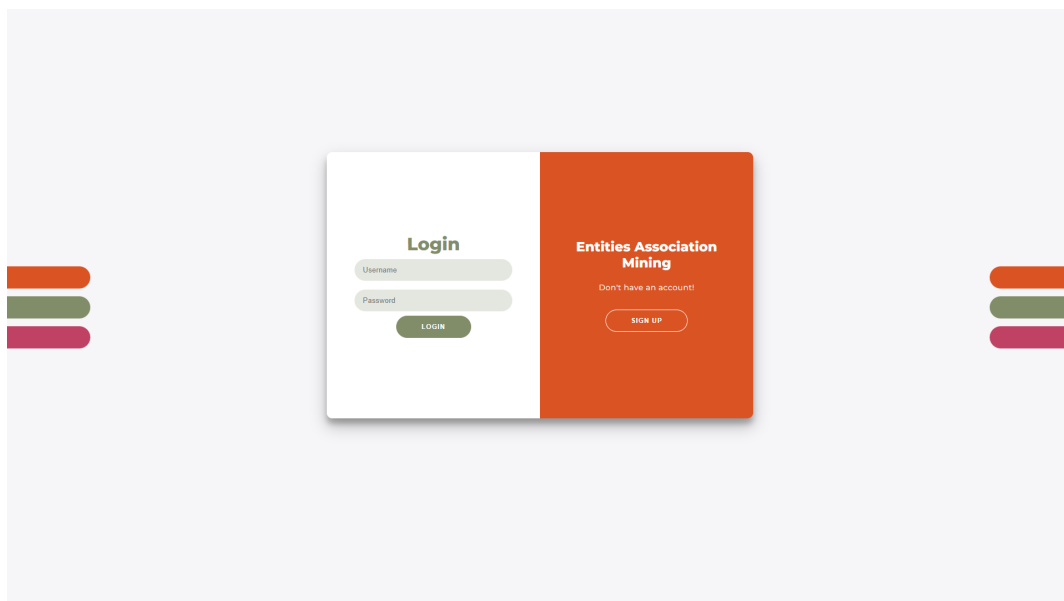 Login
Username
Password
LOGIN
Entities Association
Mining
Don't have an account!
SIGN UP